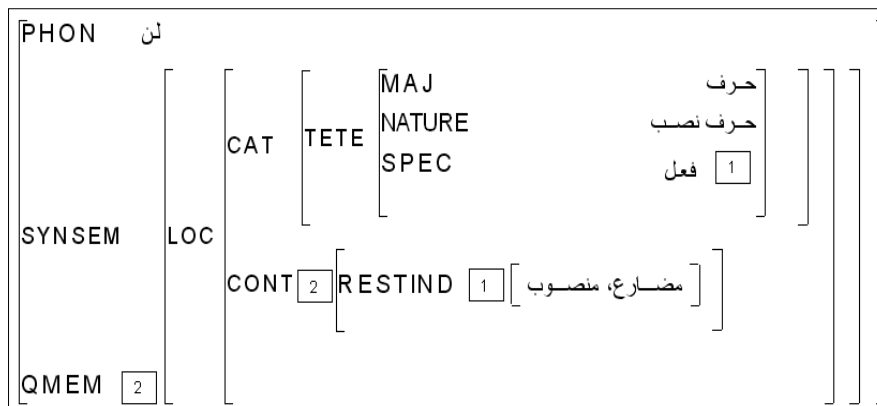 PHON لن
MAJ حرف
NATURE حرف نصب
CAT TETE
SPEC 1 فعل
SYNSEM LOC
CONT 2 RESTIND 1 مضارع، منصوب
QMEM 2